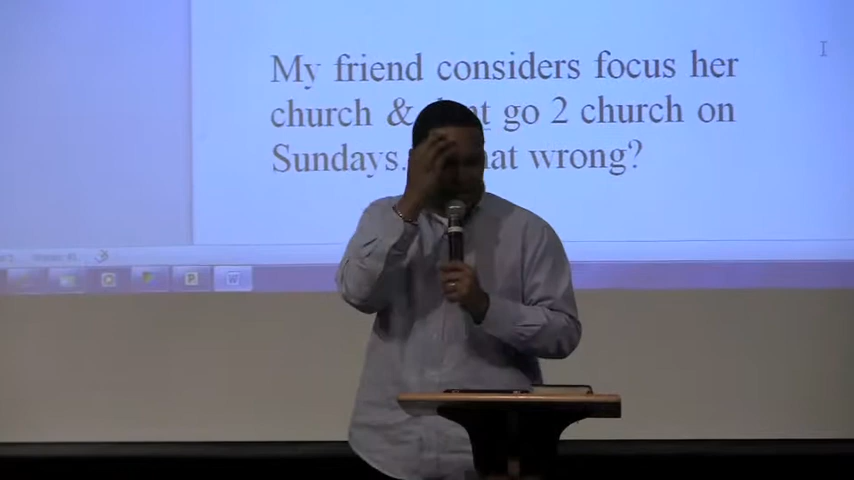 My friend considers focus her
church & go 2 church on
Sundays. wrong?